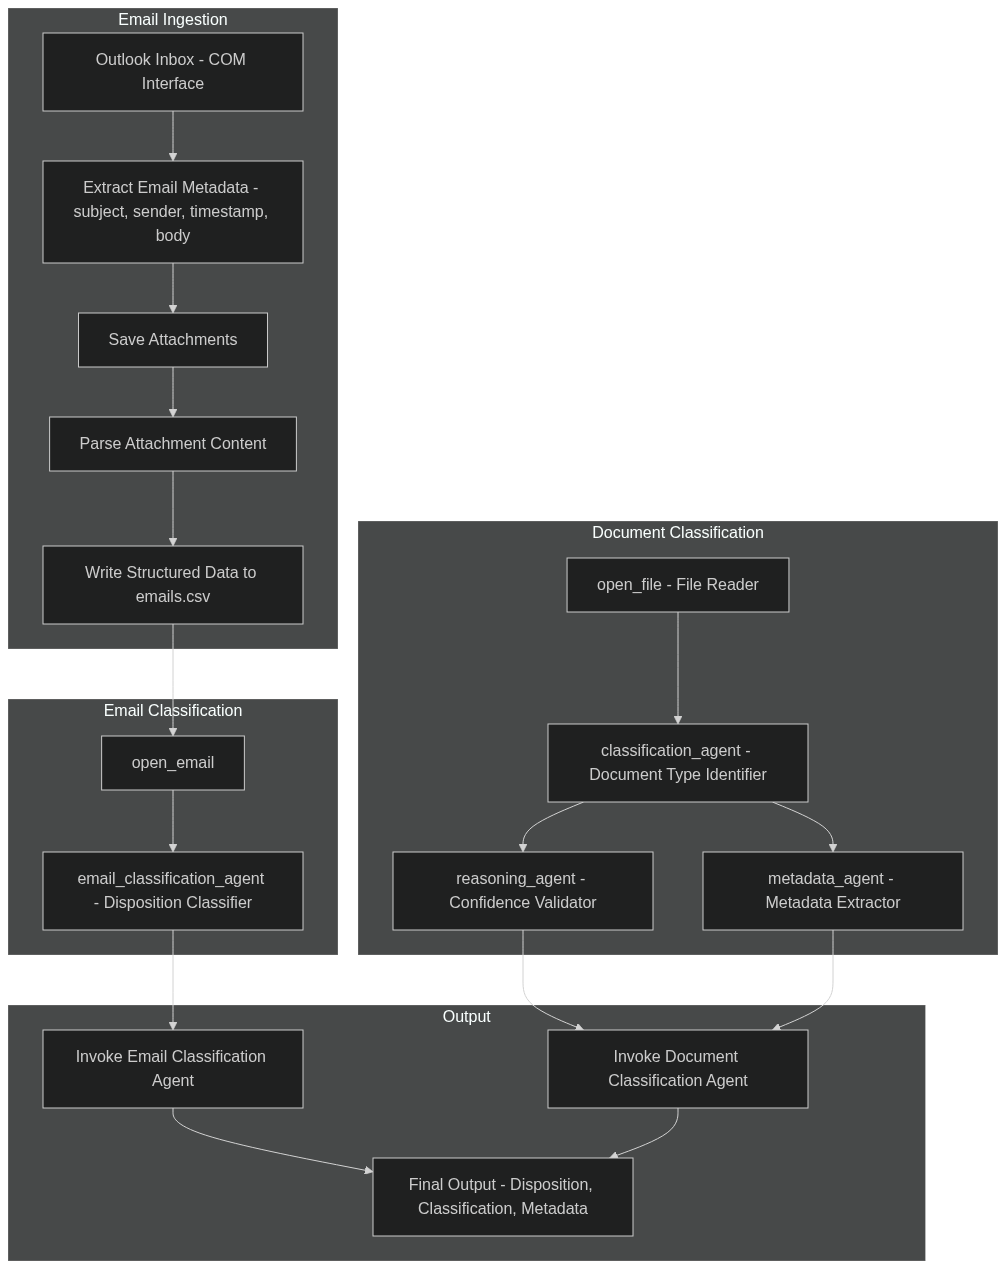 Email Ingestion
Outlook Inbox - COM
Interface
Extract Email Metadata -
subject, sender, timestamp,
body
Save Attachments
Parse Attachment Content
Write Structured Data to
emails.csv
Email Classification
open_email
email_classification_agent
- Disposition Classifier
Document Classification
open_file - File Reader
classification_agent -
Document Type Identifier
reasoning_agent -
Confidence Validator
metadata_agent -
Metadata Extractor
Output
Invoke Email Classification
Agent
Invoke Document
Classification Agent
Final Output - Disposition,
Classification, Metadata